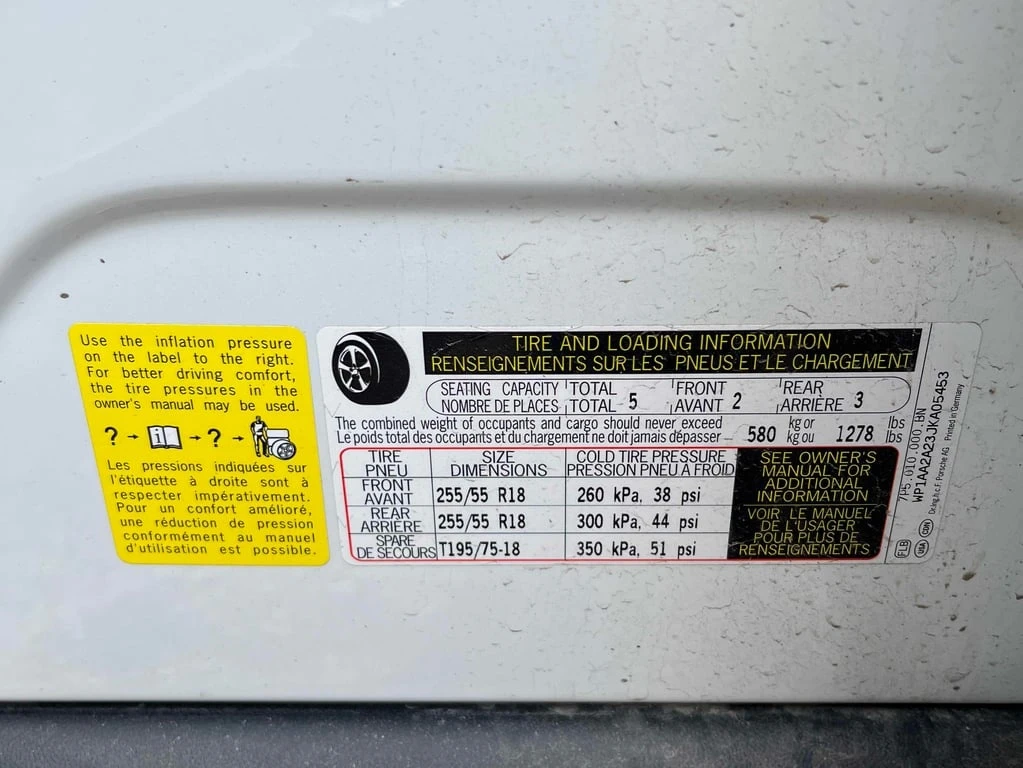 Use the inflation pressure
on the label to the right.
For better driving comfort,
the tire pressures in the
owner's manual may be used.
? → i → ? →
Les pressions indiquées sur
l'étiquette à droite sont à
respecter impérativement.
Pour un confort amélioré,
une réduction de pression
conformément au manuel
d'utilisation est possible.
TIRE AND LOADING INFORMATION
RENSEIGNEMENTS SUR LES PNEUS ET LE CHARGEMENT
SEATING CAPACITY TOTAL FRONT REAR
NOMBRE DE PLACES TOTAL 5 AVANT 2 ARRIÈRE 3
The combined weight of occupants and cargo should never exceed kg or lbs
Le poids total des occupants et du chargement ne doit jamais dépasser 580 kg ou 1278 lbs
TIRE SIZE COLD TIRE PRESSURE
PNEU DIMENSIONS PRESSION PNEU A FROID
FRONT
AVANT 255/55 R18 260 kPa, 38 psi
REAR
ARRIÈRE 255/55 R18 300 kPa, 44 psi
SPARE
DE SECOURS T195/75-18 350 kPa, 51 psi
SEE OWNER'S
MANUAL FOR
ADDITIONAL
INFORMATION
VOIR LE MANUEL
DE L'USAGER
POUR PLUS DE
RENSEIGNEMENTS
7P5.010.000.BN
WP1AA2A23JKA05453
Dr.Ing.h.c.F. Porsche AG Printed in Germany
FLB USA CDN